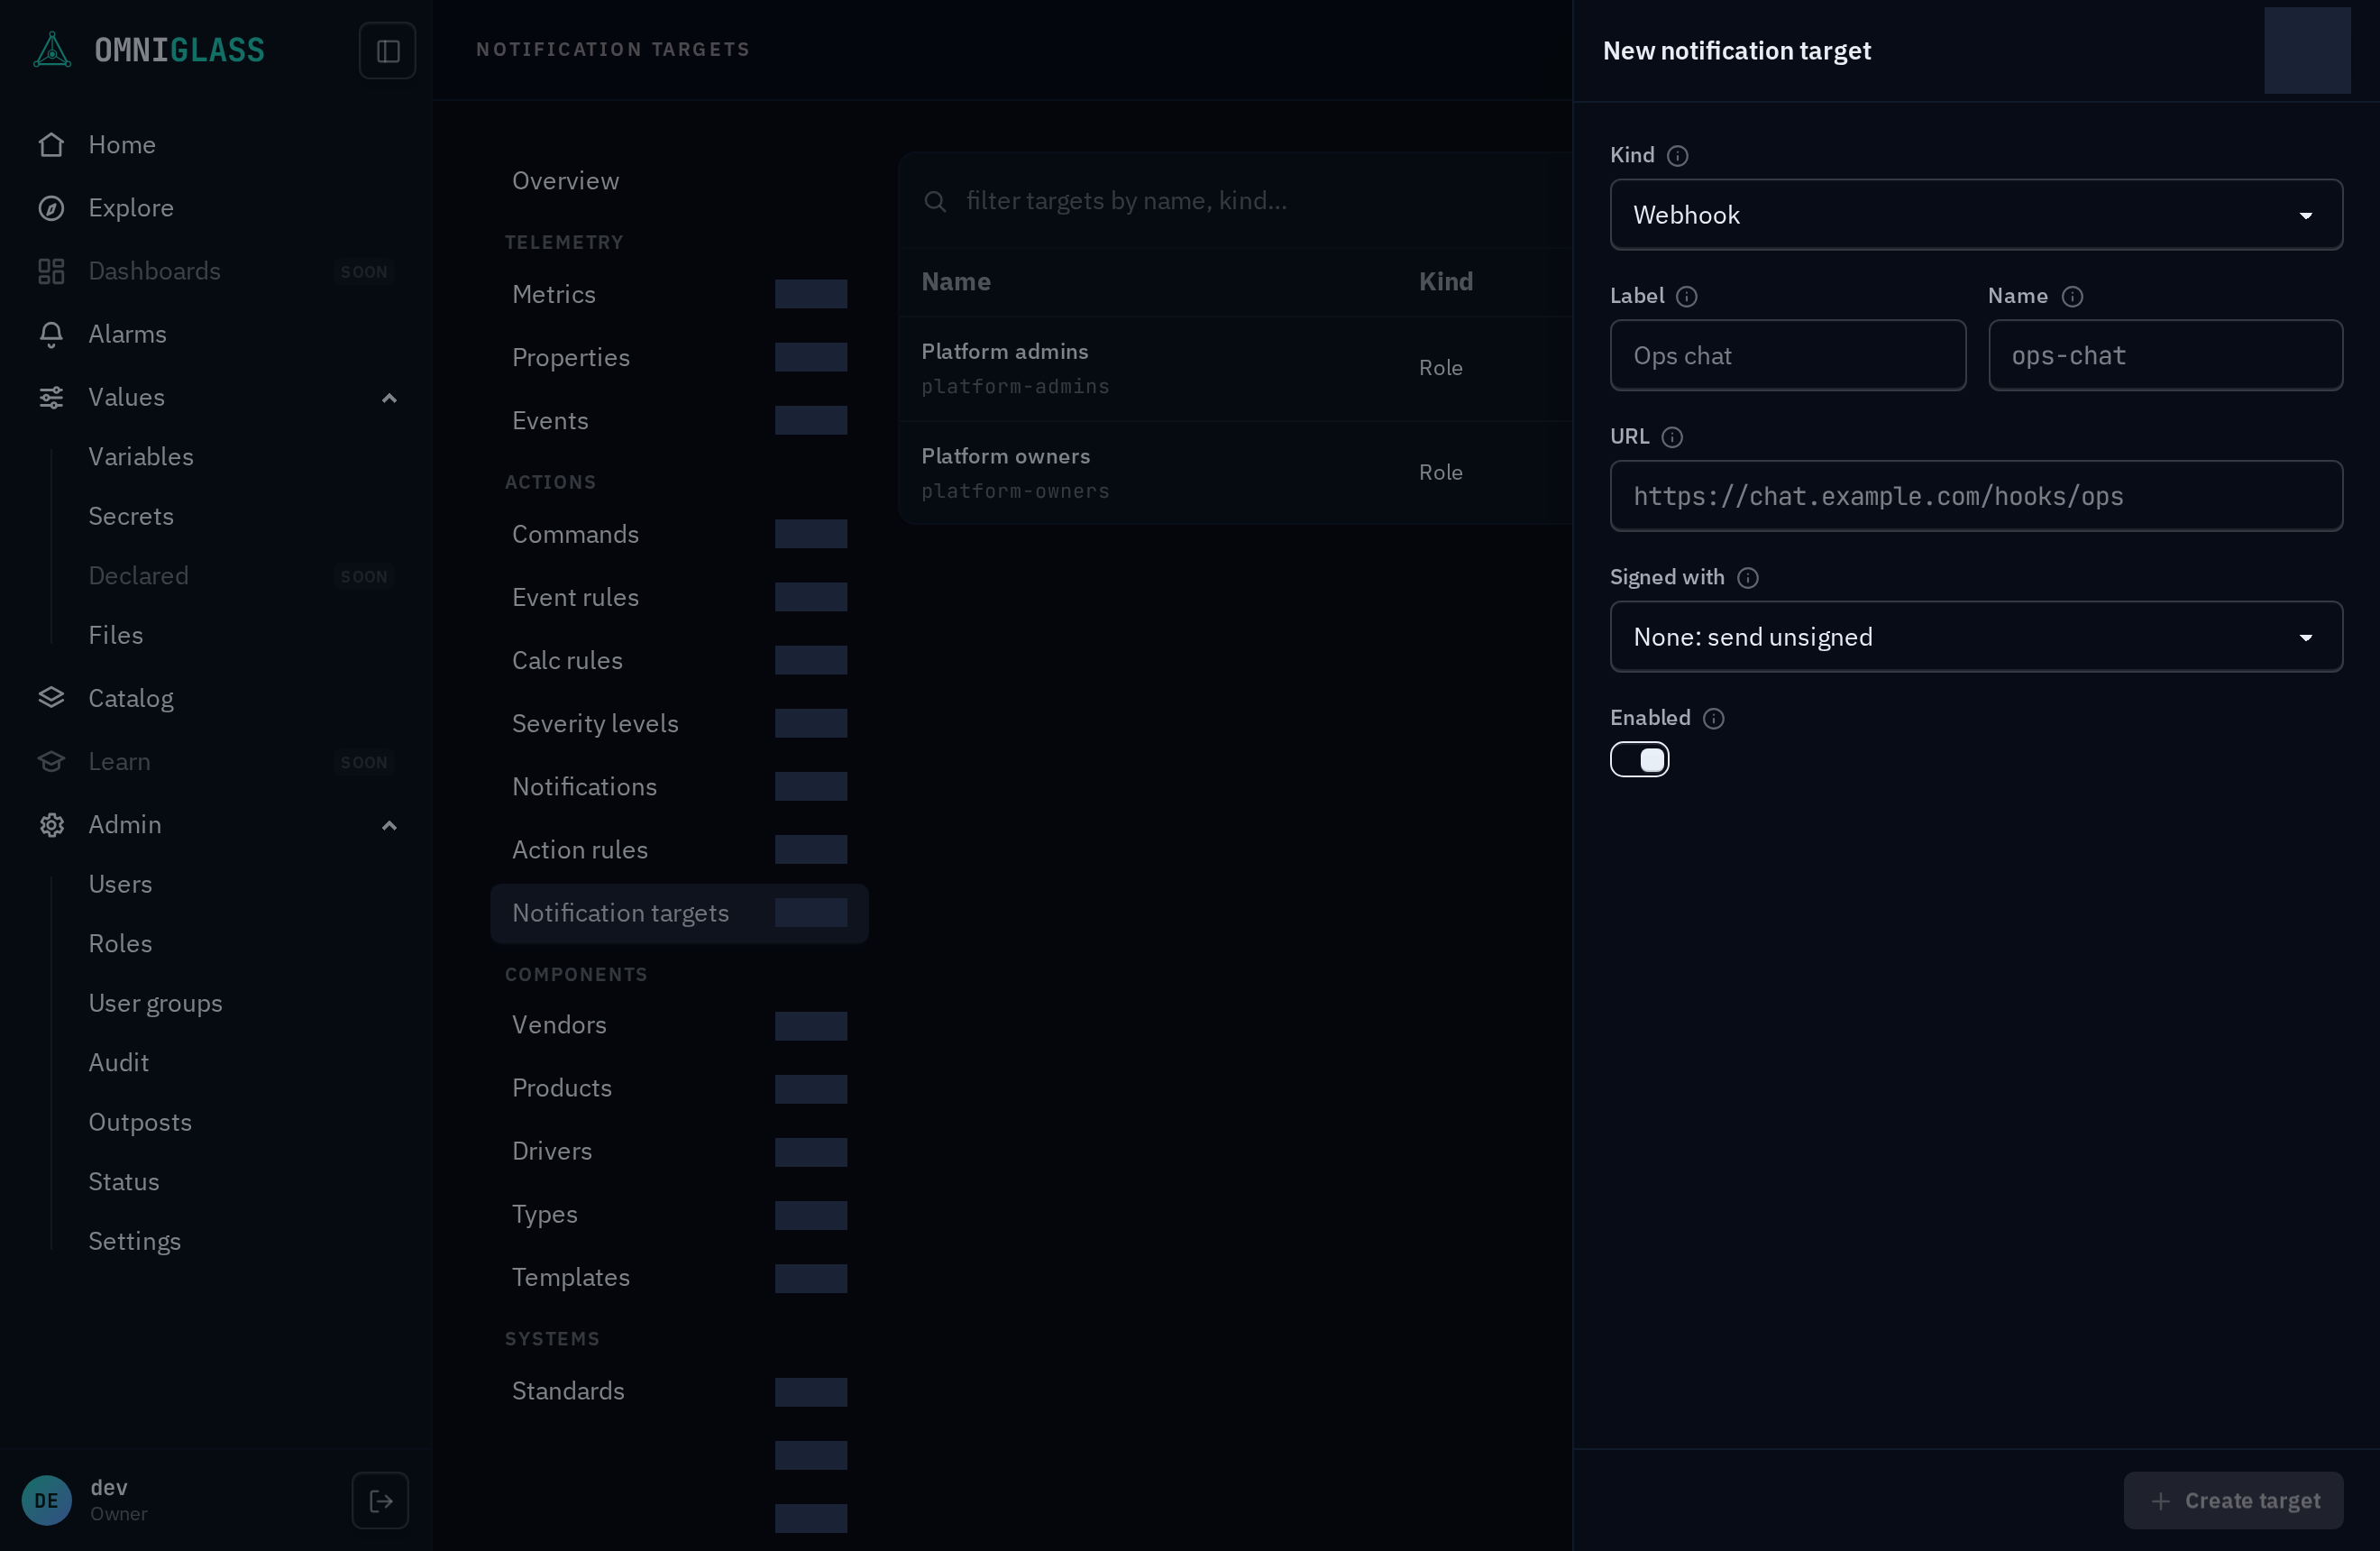 OMNIGLASS
Home
Explore
Dashboards SOON
Alarms
Values
Variables
Secrets
Declared SOON
Files
Catalog
Learn SOON
Admin
Users
Roles
User groups
Audit
Outposts
Status
Settings
DE
dev
Owner
NOTIFICATION TARGETS
Overview
TELEMETRY
Metrics
Properties
Events
ACTIONS
Commands
Event rules
Calc rules
Severity levels
Notifications
Action rules
Notification targets
COMPONENTS
Vendors
Products
Drivers
Types
Templates
SYSTEMS
Standards
filter targets by name, kind...
Name Kind
Platform admins
platform-admins
Role
Platform owners
platform-owners
Role
New notification target
Kind
Webhook
Label Name
Ops chat ops-chat
URL
https://chat.example.com/hooks/ops
Signed with
None: send unsigned
Enabled
Create target